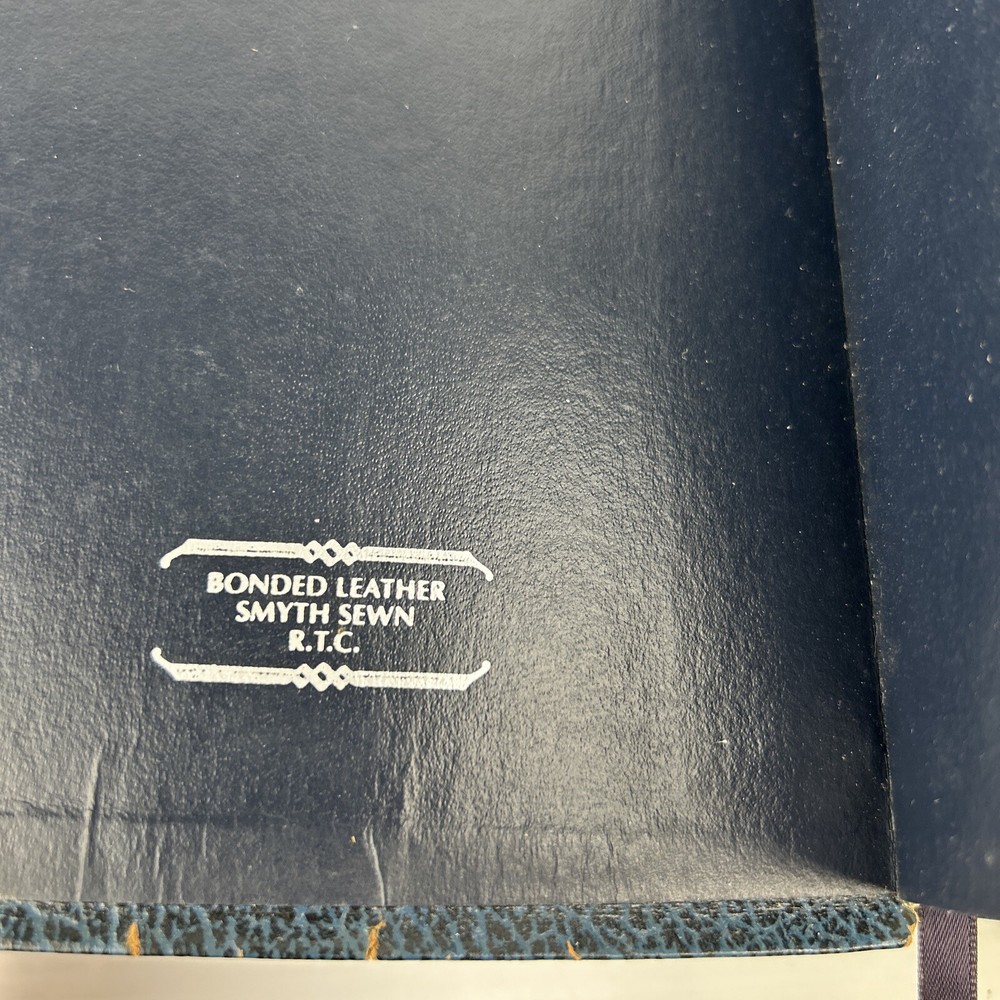 BONDED LEATHER
SMYTH SEWN
R.T.C.